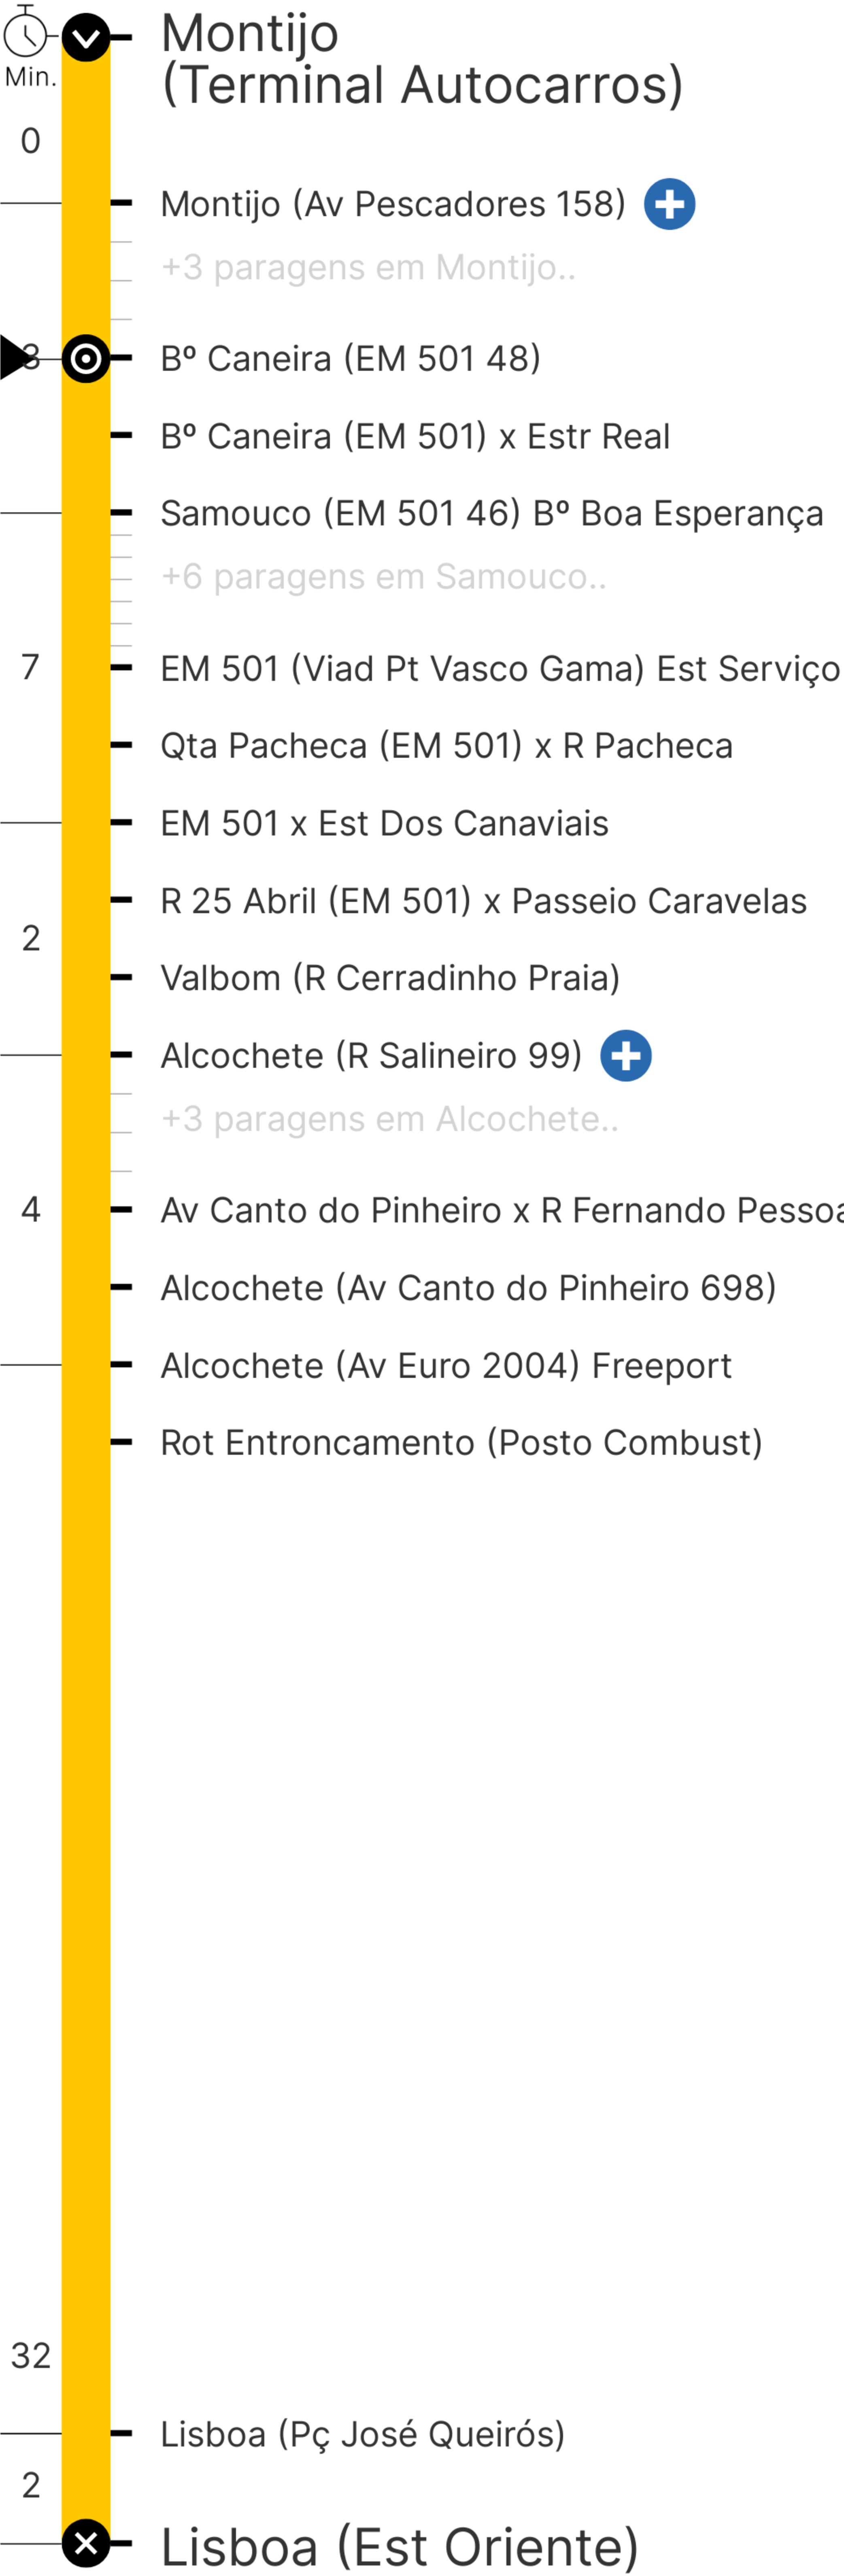 Min.
Montijo
(Terminal Autocarros)
0
Montijo (Av Pescadores 158)
+3 paragens em Montijo..
3
Bº Caneira (EM 501 48)
Bº Caneira (EM 501) x Estr Real
Samouco (EM 501 46) Bº Boa Esperança
+6 paragens em Samouco..
7
EM 501 (Viad Pt Vasco Gama) Est Serviço
Qta Pacheca (EM 501) x R Pacheca
EM 501 x Est Dos Canaviais
R 25 Abril (EM 501) x Passeio Caravelas
2
Valbom (R Cerradinho Praia)
Alcochete (R Salineiro 99)
+3 paragens em Alcochete..
4
Av Canto do Pinheiro x R Fernando Pessoa
Alcochete (Av Canto do Pinheiro 698)
Alcochete (Av Euro 2004) Freeport
Rot Entroncamento (Posto Combust)
32
Lisboa (Pç José Queirós)
2
Lisboa (Est Oriente)